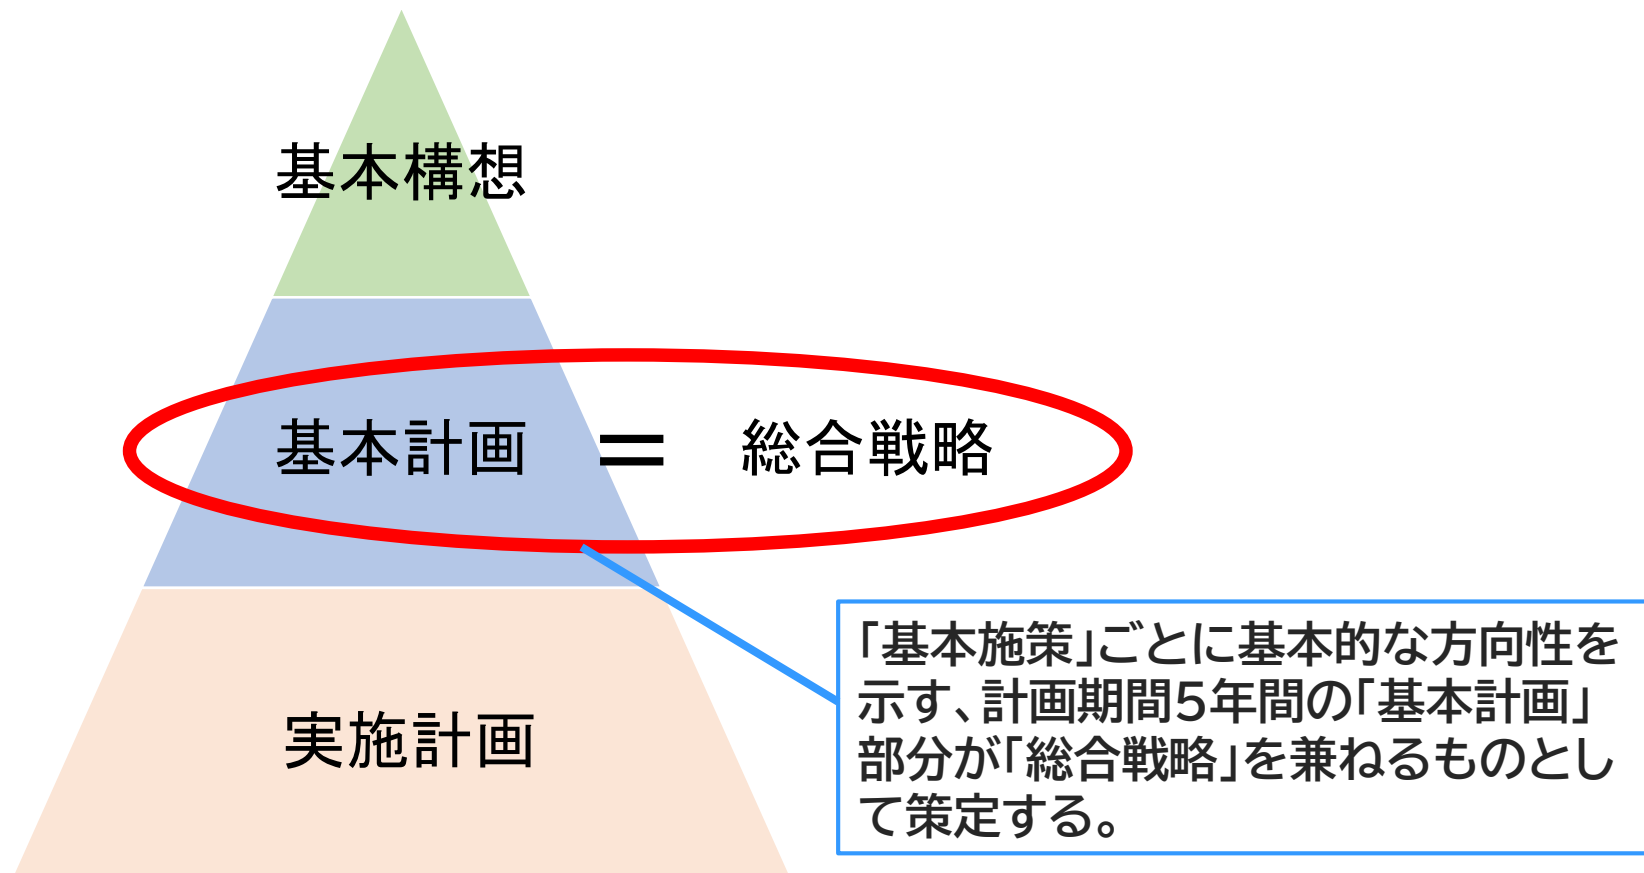 基本構想
基本計画 ＝ 総合戦略
実施計画
「基本施策」ごとに基本的な方向性を
示す、計画期間5年間の「基本計画」
部分が「総合戦略」を兼ねるものとし
て策定する。